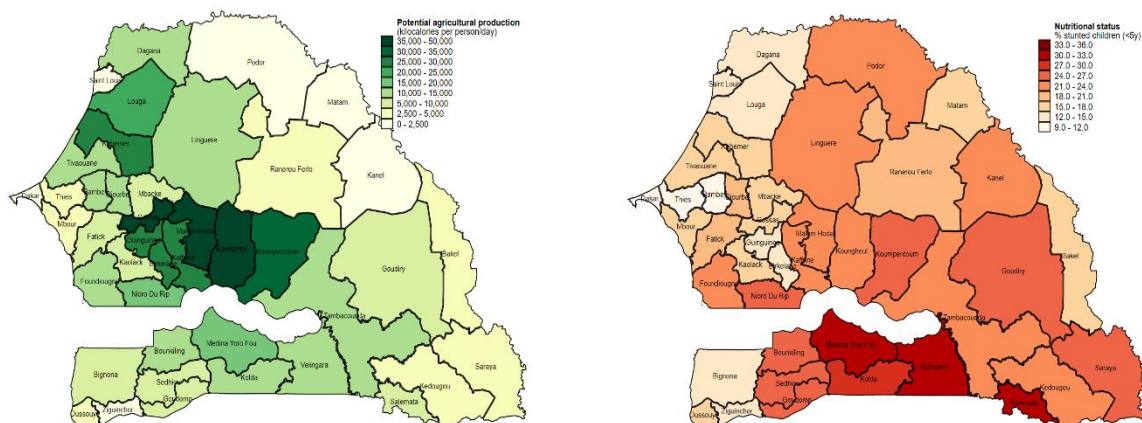 Potential agricultural production
(kilocalories per person/day)
35,000 - 50,000
30,000 - 35,000
25,000 - 30,000
20,000 - 25,000
15,000 - 20,000
10,000 - 15,000
5,000 - 10,000
2,500 - 5,000
0 - 2,500
Dagana
Podor
Saint Louis
Louga
Matam
Linguere
Tivaouane
Ranerou Ferlo
Kanel
Dakar
Thies
Mbacke
Mbour
Fatick
Guinguineo
Malem Hodar
Koungheul
Koumpentoum
Kaolack
Goudiry
Bakel
Foundiougne
Nioro Du Rip
Tambacounda
Medina Yoro Fou
Bounkiling
Velingara
Bignona
Kolda
Saraya
Kedougou
Goudomp
Salemata
Oussouye
Ziguinchor
Nutritional status
% stunted children (<5y)
33.0 - 36.0
30.0 - 33.0
27.0 - 30.0
24.0 - 27.0
21.0 - 24.0
18.0 - 21.0
15.0 - 18.0
12.0 - 15.0
9.0 - 12.0
Dagana
Podor
Saint Louis
Louga
Matam
Linguere
Tivaouane
Ranerou Ferlo
Kanel
Dakar
Thies
Mbacke
Mbour
Gossas
Fatick
Guinguineo
Malem Hodar
Koungheul
Koumpentoum
Kaolack
Goudiry
Bakel
Foundiougne
Nioro Du Rip
Tambacounda
Medina Yoro Fou
Bounkiling
Velingara
Bignona
Kolda
Saraya
Kedougou
Goudomp
Salemata
Oussouye
Ziguinchor